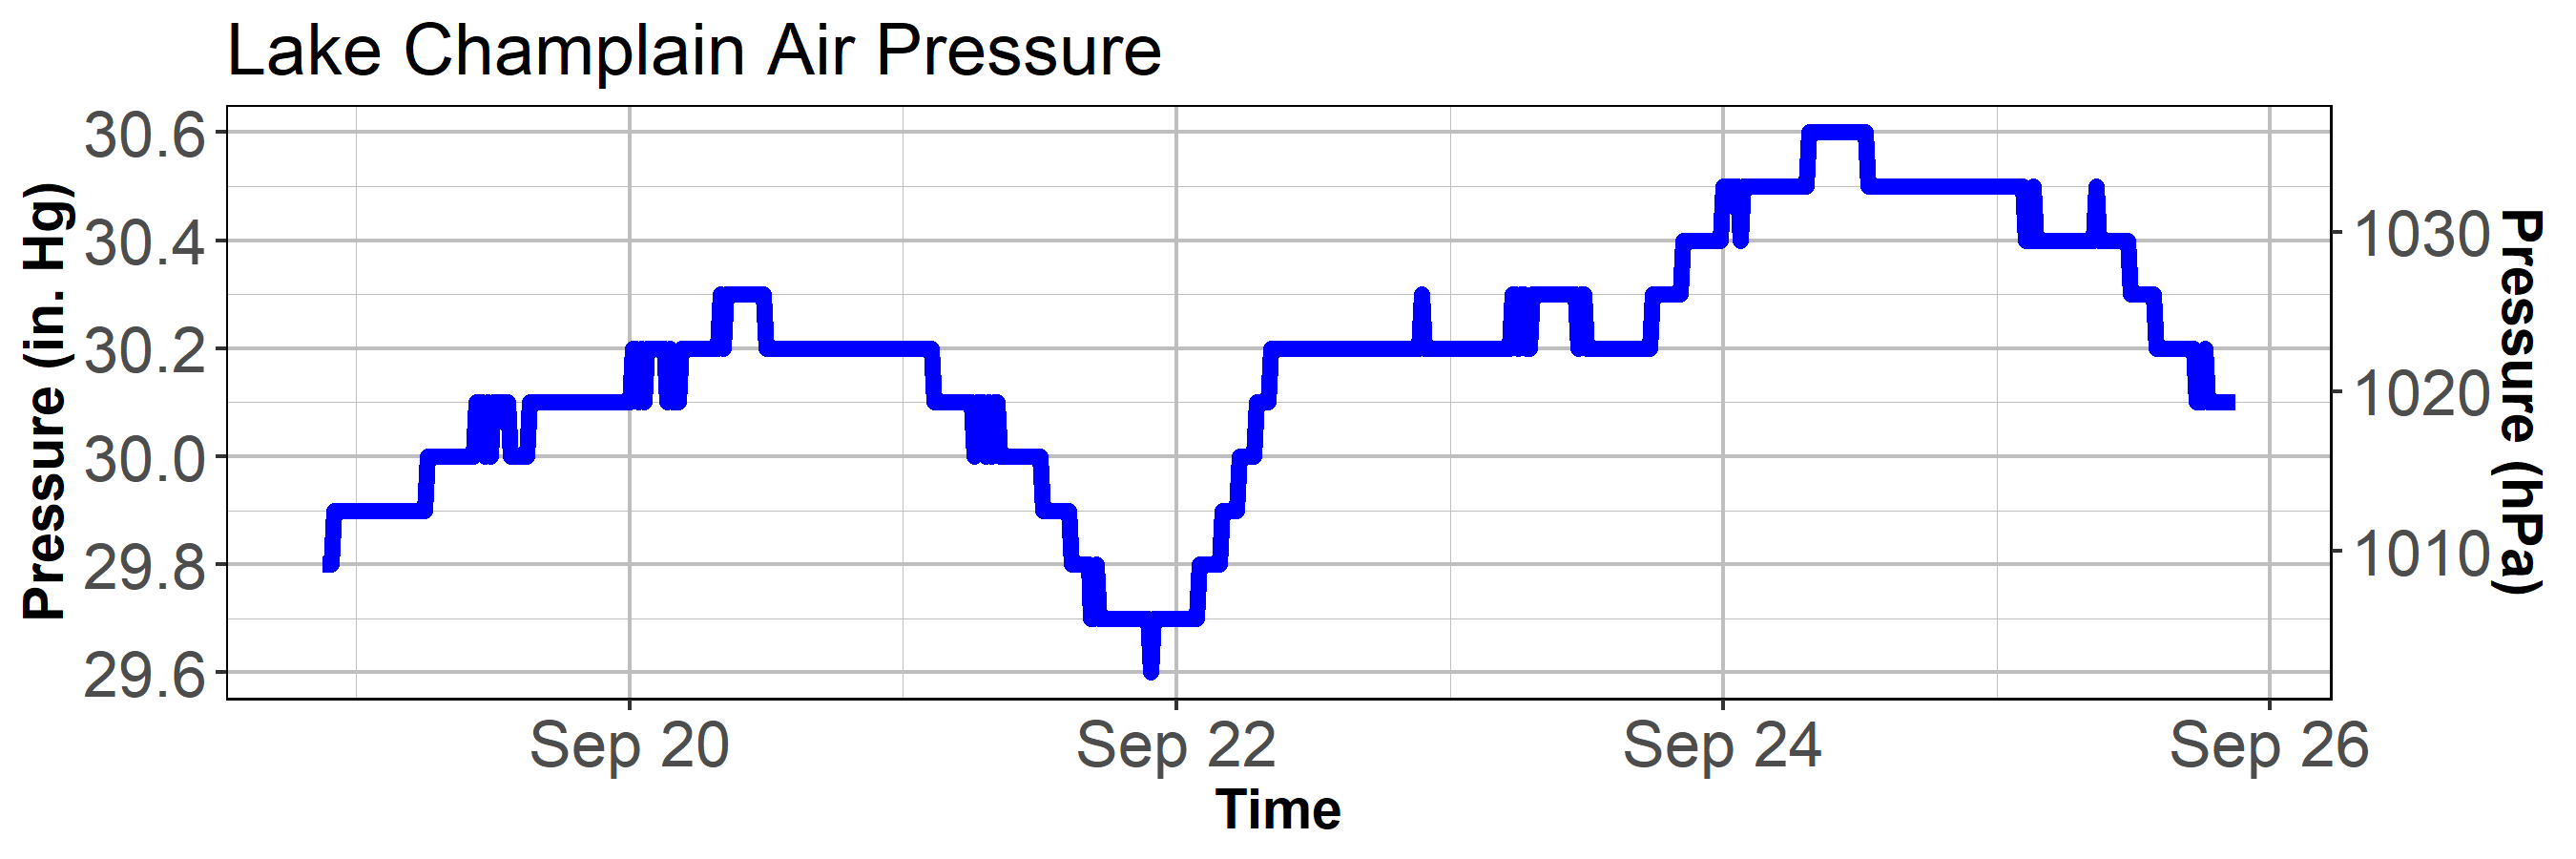 Lake Champlain Air Pressure
Pressure (in. Hg)
30.6
30.4
30.2
30.0
29.8
29.6
1030
1020
1010
Pressure (hPa)
Sep 20
Sep 22
Sep 24
Sep 26
Time